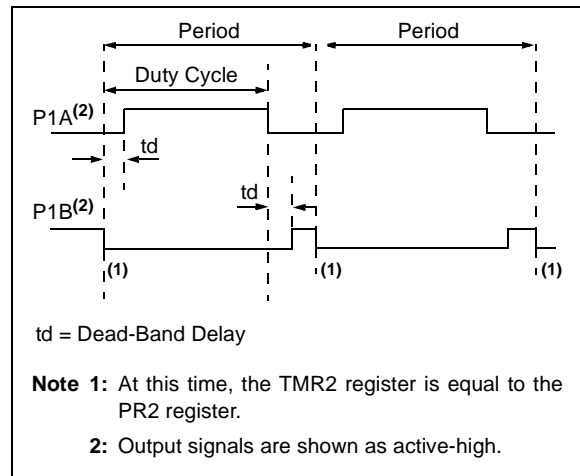 Period Period
Duty Cycle
P1A(2)
td
td
P1B(2)
(1) (1) (1)
td = Dead-Band Delay
Note 1: At this time, the TMR2 register is equal to the
PR2 register.
2: Output signals are shown as active-high.